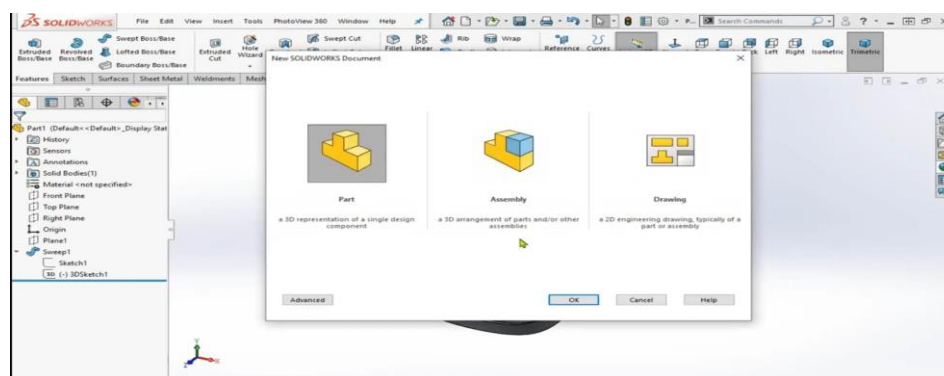 SOLIDWORKS File Edit View Insert Tools PhotoView 360 Window Help Search Commands
Extruded Boss/Base
Revolved Boss/Base
Swept Boss/Base
Lofted Boss/Base
Boundary Boss/Base
Extruded Cut
Hole Wizard
Swept Cut
Fillet
Linear
Rib
Wrap
Reference
Curves
Left
Right
Isometric
Trimetric
Features Sketch Surfaces Sheet Metal Weldments Mesh
Part1 (Default<<Default>_Display Stat
History
Sensors
Annotations
Solid Bodies(1)
Material <not specified>
Front Plane
Top Plane
Right Plane
Origin
Plane1
Sweep1
Sketch1
3D (-) 3DSketch1
New SOLIDWORKS Document
Part
a 3D representation of a single design
component
Assembly
a 3D arrangement of parts and/or other
assemblies
Drawing
a 2D engineering drawing, typically of a
part or assembly
Advanced OK Cancel Help